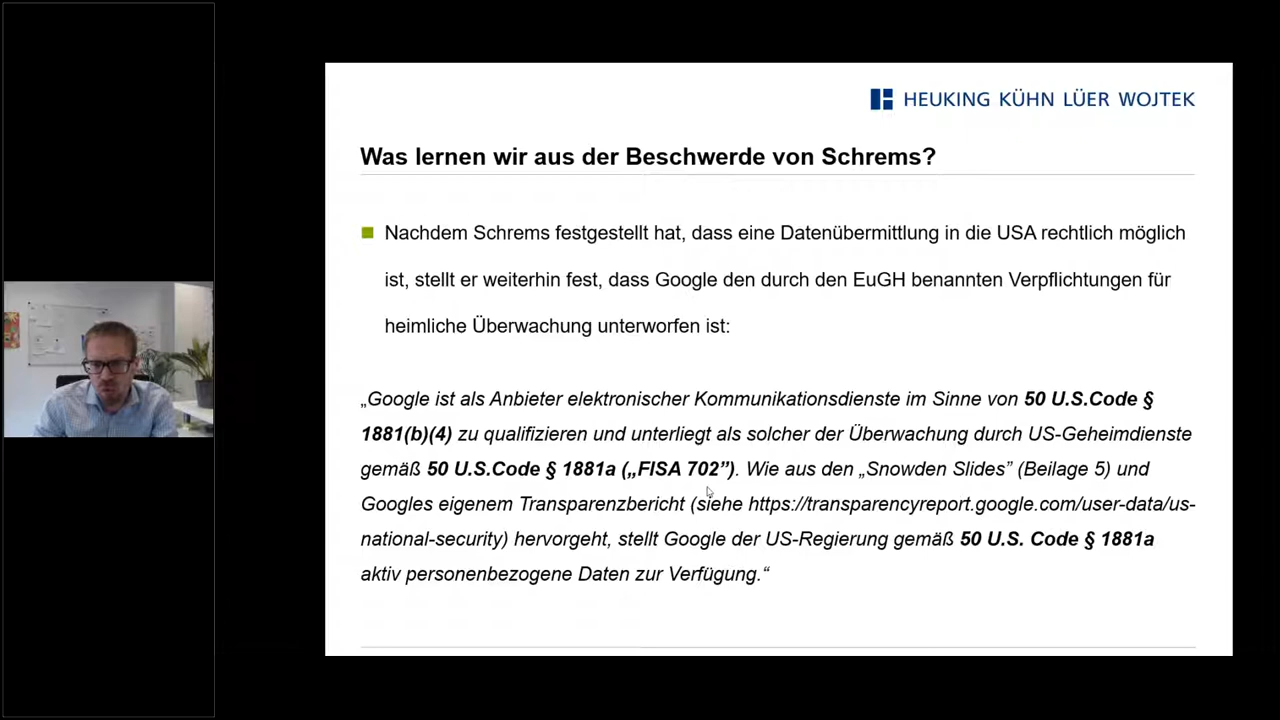 HEUKING KÜHN LÜER WOJTEK
Was lernen wir aus der Beschwerde von Schrems?
Nachdem Schrems festgestellt hat, dass eine Datenübermittlung in die USA rechtlich möglich
ist, stellt er weiterhin fest, dass Google den durch den EuGH benannten Verpflichtungen für
heimliche Überwachung unterworfen ist:
„Google ist als Anbieter elektronischer Kommunikationsdienste im Sinne von 50 U.S.Code §
1881(b)(4) zu qualifizieren und unterliegt als solcher der Überwachung durch US-Geheimdienste
gemäß 50 U.S.Code § 1881a („FISA 702”). Wie aus den „Snowden Slides” (Beilage 5) und
Googles eigenem Transparenzbericht (siehe https://transparencyreport.google.com/user-data/us-
national-security) hervorgeht, stellt Google der US-Regierung gemäß 50 U.S. Code § 1881a
aktiv personenbezogene Daten zur Verfügung.“